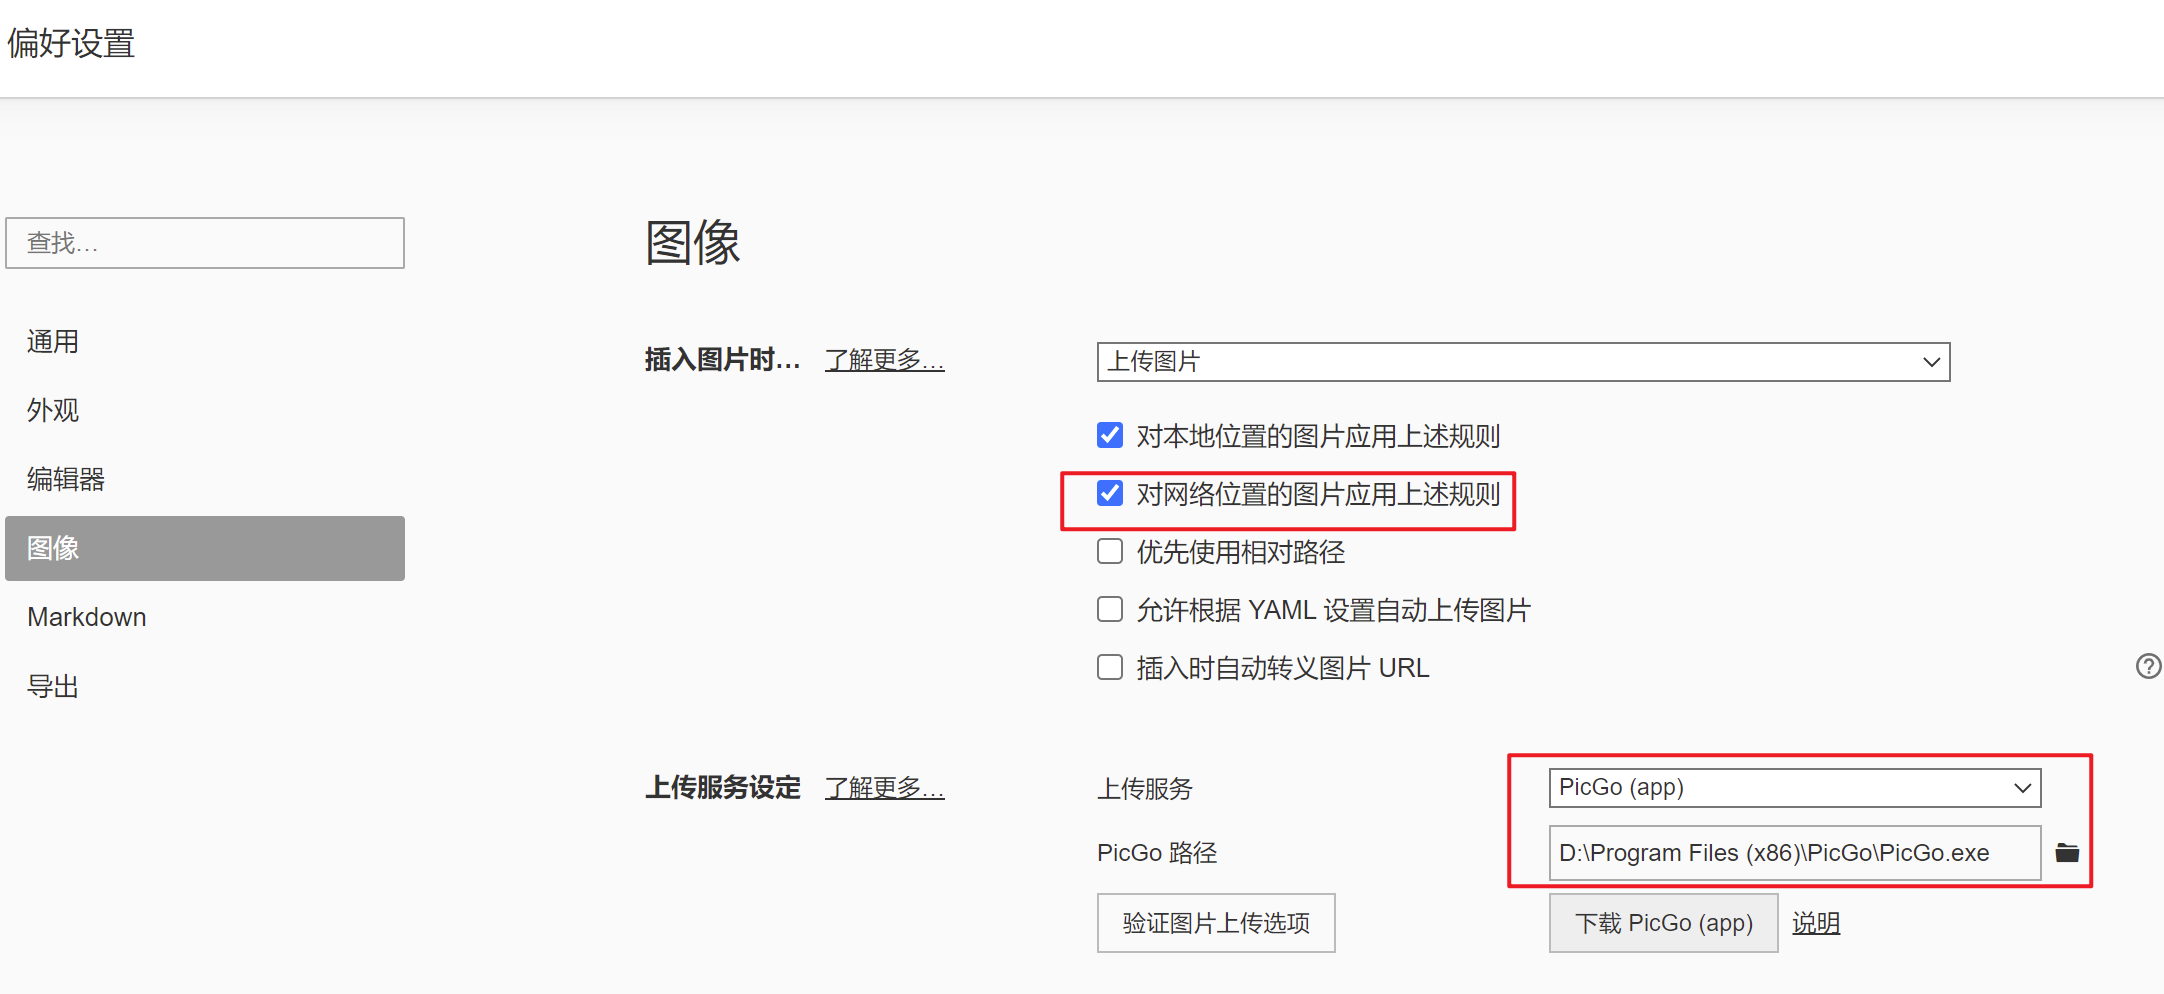 偏好设置
查找...
通用
外观
编辑器
图像
Markdown
导出
图像
插入图片时... 了解更多...
上传图片
对本地位置的图片应用上述规则
对网络位置的图片应用上述规则
优先使用相对路径
允许根据 YAML 设置自动上传图片
插入时自动转义图片 URL
上传服务设定 了解更多...
上传服务 PicGo (app)
PicGo 路径 D:\Program Files (x86)\PicGo\PicGo.exe
验证图片上传选项 下载 PicGo (app) 说明